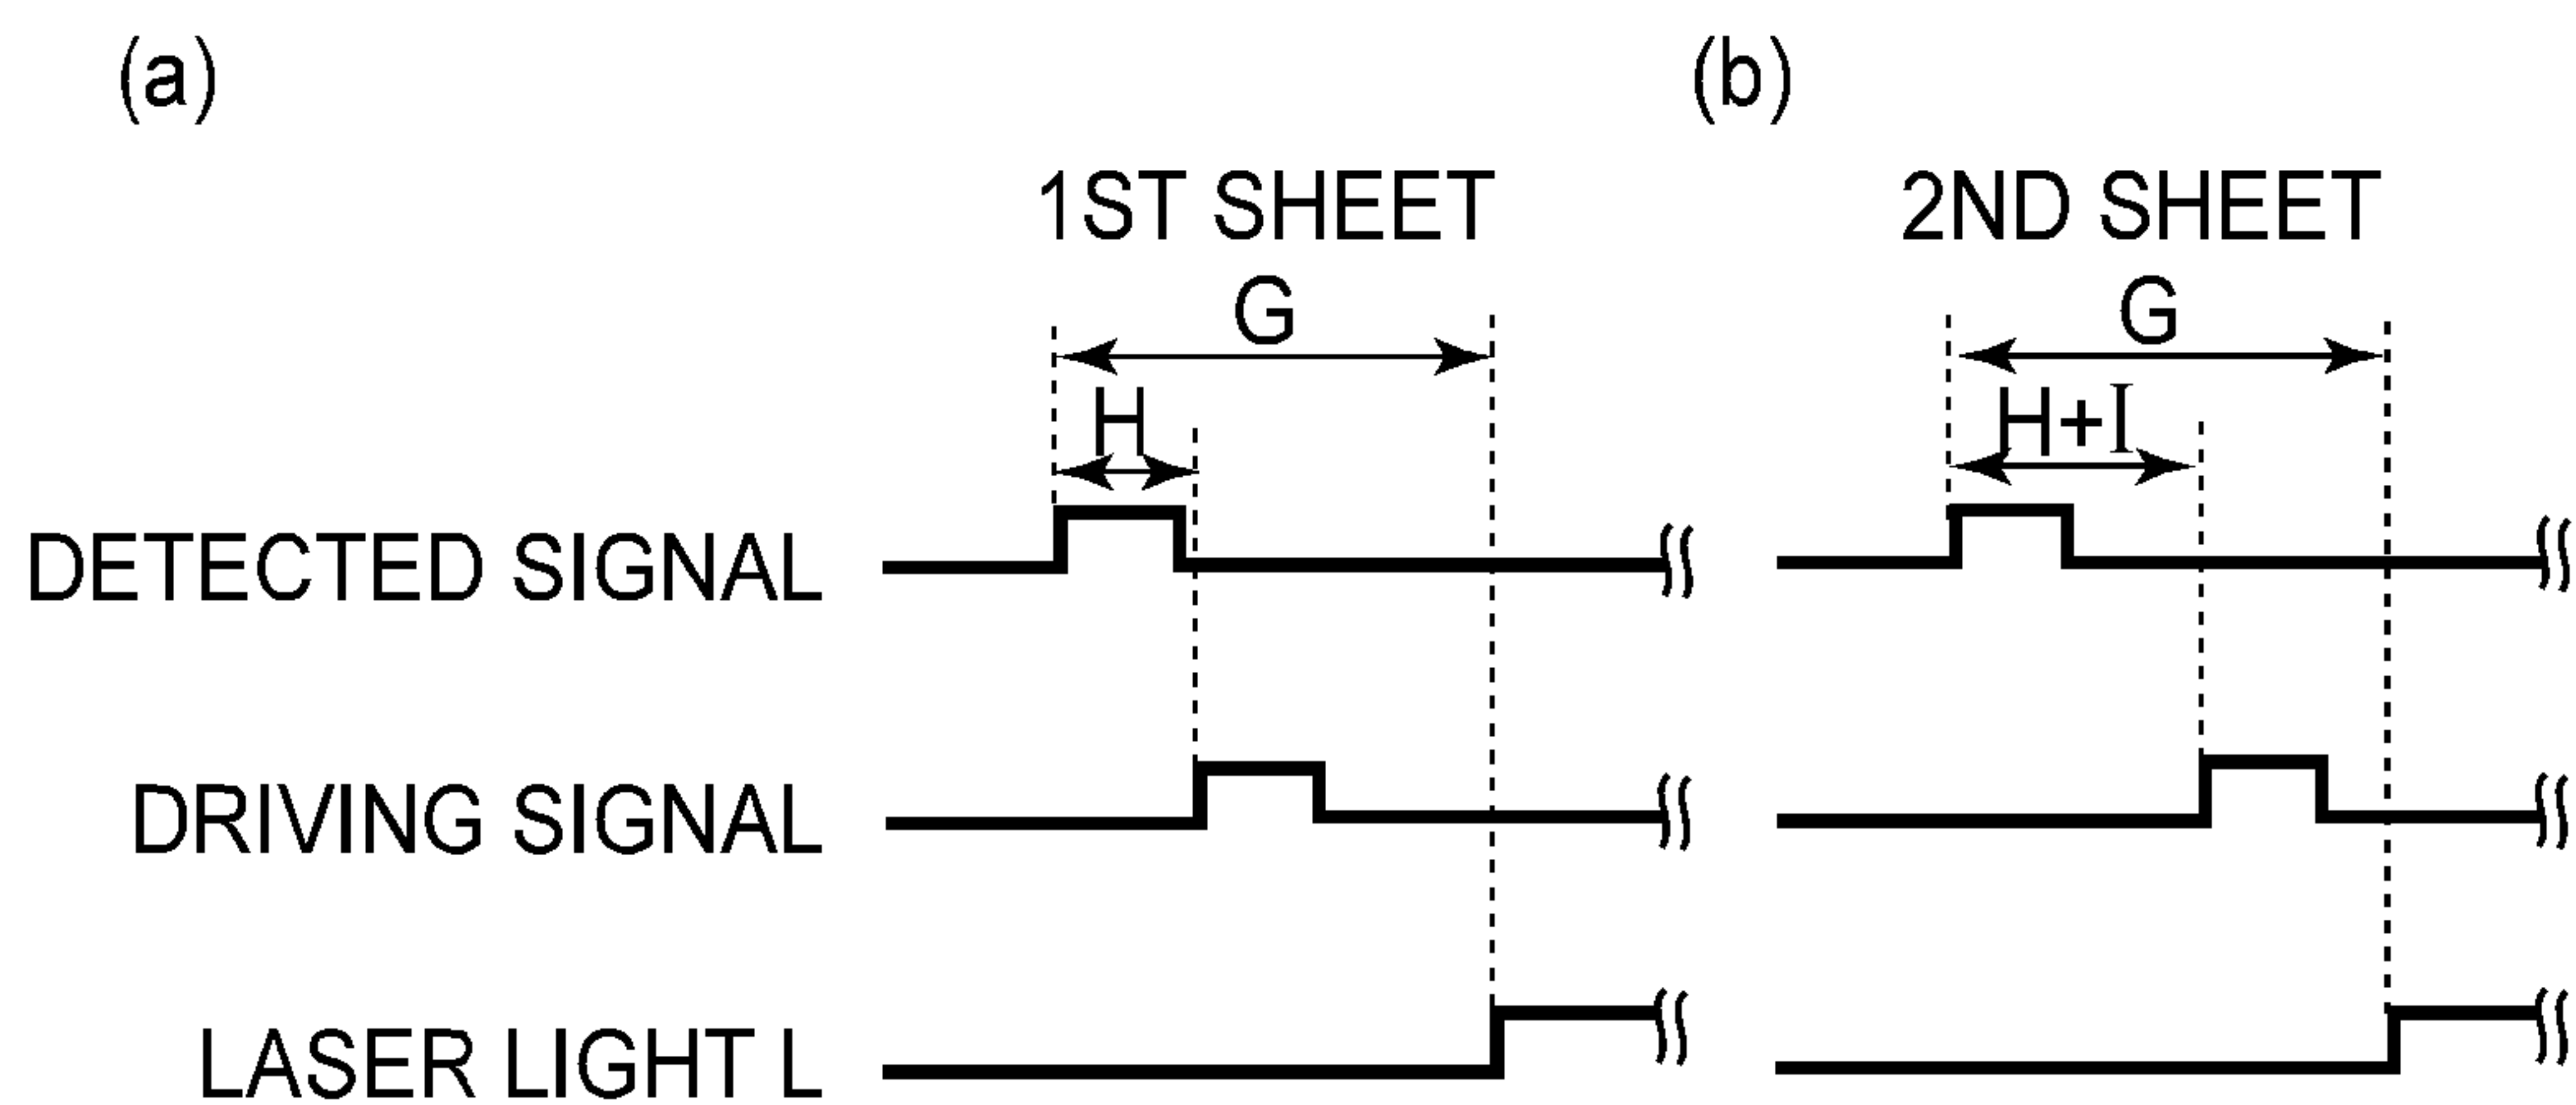 (a)
(b)
1ST SHEET
2ND SHEET
G
G
H
H+I
DETECTED SIGNAL
DRIVING SIGNAL
LASER LIGHT L